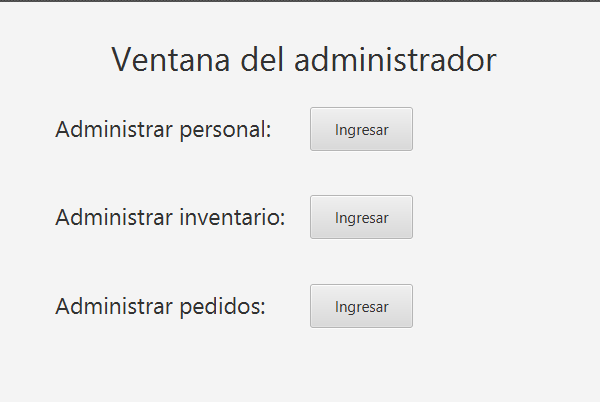 Ventana del administrador
Administrar personal: Ingresar
Administrar inventario: Ingresar
Administrar pedidos: Ingresar